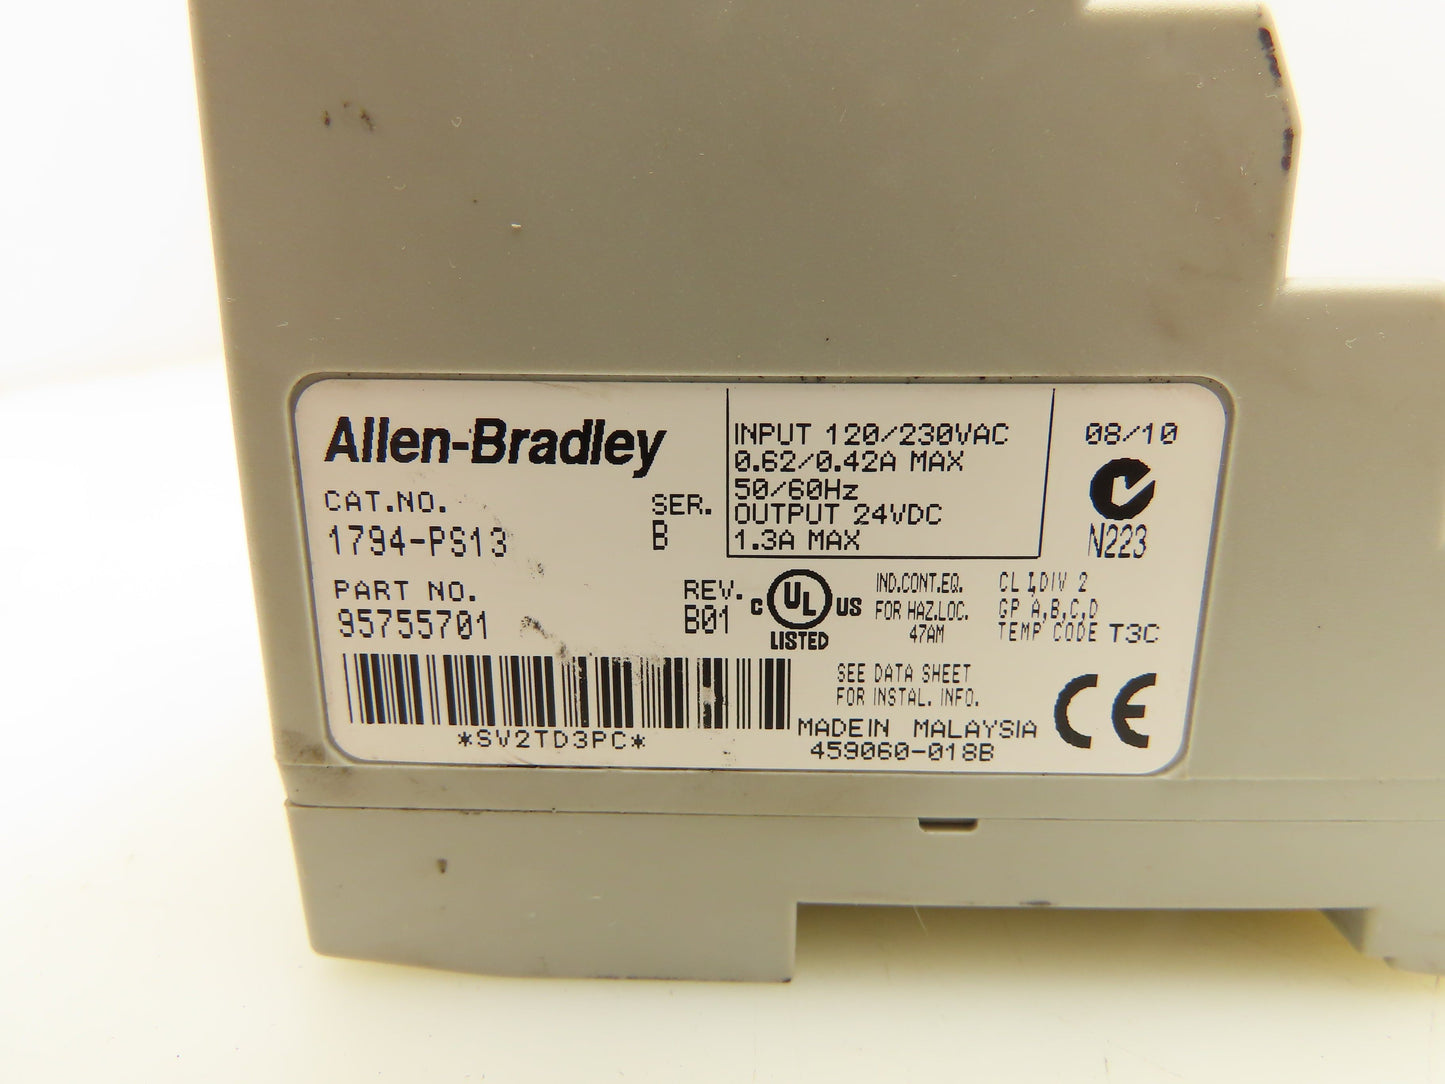 Allen-Bradley
CAT.NO.
1794-PS13
SER.
B
PART NO.
95755701
REV.
B01
*SV2TD3PC*
INPUT 120/230VAC
0.62/0.42A MAX
50/60Hz
OUTPUT 24VDC
1.3A MAX
08/10
N223
C UL US
LISTED
IND.CONT.EQ.
FOR HAZ.LOC.
47AM
CL I,DIV 2
GP A,B,C,D
TEMP CODE T3C
SEE DATA SHEET
FOR INSTAL. INFO.
MADEIN MALAYSIA
459060-018B
CE